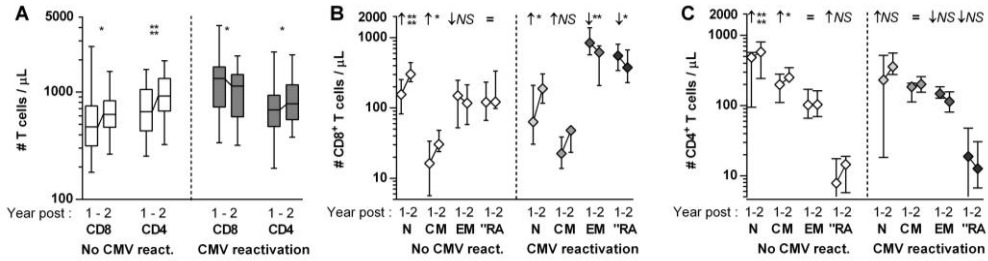 A
# T cells / µL
5000
1000
100
*
**
**
*
*
Year post :
1 - 2
1 - 2
1 - 2
1 - 2
CD8
CD4
CD8
CD4
No CMV react.
CMV reactivation
B
# CD8+ T cells / µL
2000
1000
100
10
↑**
**
↑*
↓NS
=
↑*
↑NS
↓**
↓*
Year post :
1-2
1-2
1-2
1-2
1-2
1-2
1-2
1-2
N
CM
EM
"RA
N
CM
EM
"RA
No CMV react.
CMV reactivation
C
# CD4+ T cells / µL
2000
1000
100
10
↑**
**
↑*
=
↑NS
↑NS
=
↓NS
↓NS
Year post :
1-2
1-2
1-2
1-2
1-2
1-2
1-2
1-2
N
CM
EM
"RA
N
CM
EM
"RA
No CMV react.
CMV reactivation